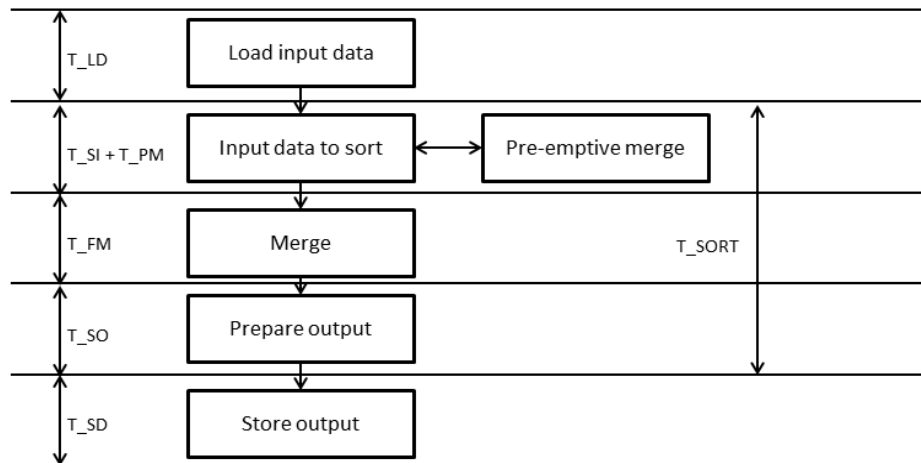 T_LD
Load input data
T_SI + T_PM
Input data to sort
Pre-emptive merge
T_FM
Merge
T_SORT
T_SO
Prepare output
T_SD
Store output